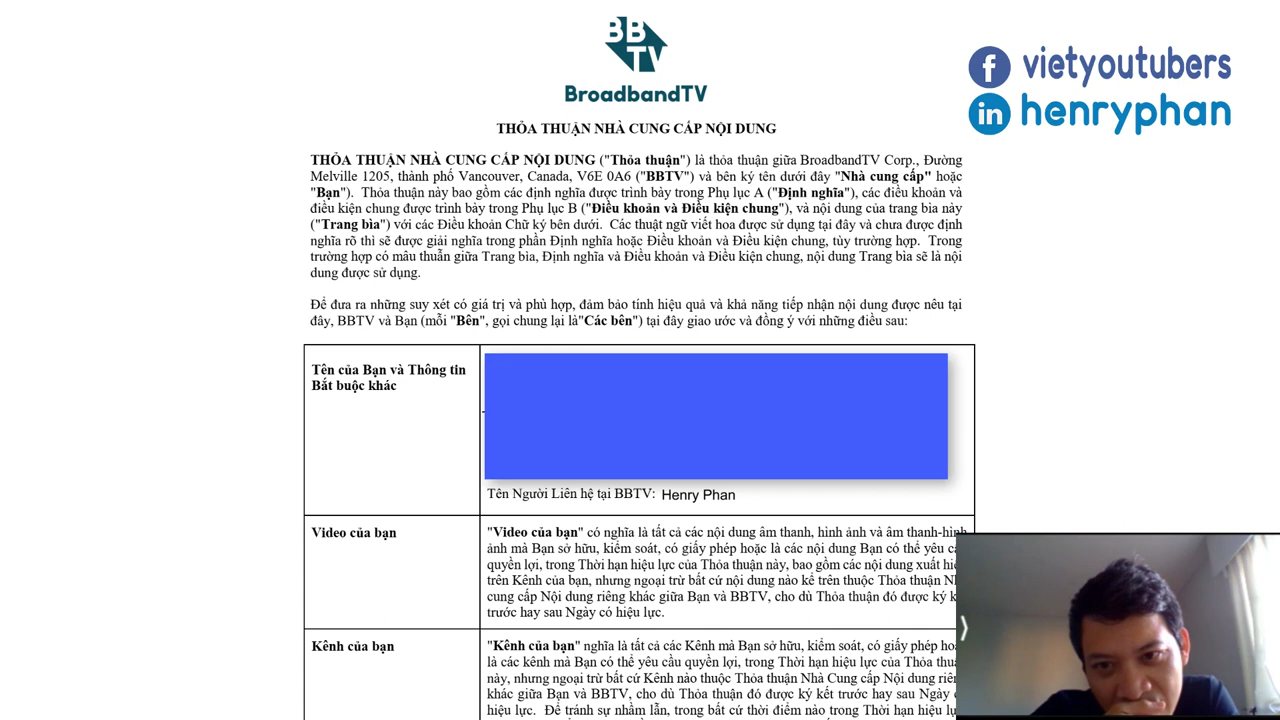 BB
TV
BroadbandTV
f vietyoutubers
in henryphan
THỎA THUẬN NHÀ CUNG CẤP NỘI DUNG
THỎA THUẬN NHÀ CUNG CẤP NỘI DUNG ("Thỏa thuận") là thỏa thuận giữa BroadbandTV Corp., Đường
Melville 1205, thành phố Vancouver, Canada, V6E 0A6 ("BBTV") và bên ký tên dưới đây "Nhà cung cấp" hoặc
"Bạn").  Thỏa thuận này bao gồm các định nghĩa được trình bày trong Phụ lục A ("Định nghĩa"), các điều khoản và
điều kiện chung được trình bày trong Phụ lục B ("Điều khoản và Điều kiện chung"), và nội dung của trang bìa này
("Trang bìa") với các Điều khoản Chữ ký bên dưới.  Các thuật ngữ viết hoa được sử dụng tại đây và chưa được định
nghĩa rõ thì sẽ được giải nghĩa trong phần Định nghĩa hoặc Điều khoản và Điều kiện chung, tùy trường hợp.  Trong
trường hợp có mâu thuẫn giữa Trang bìa, Định nghĩa và Điều khoản và Điều kiện chung, nội dung Trang bìa sẽ là nội
dung được sử dụng.
Để đưa ra những suy xét có giá trị và phù hợp, đảm bảo tính hiệu quả và khả năng tiếp nhận nội dung được nêu tại
đây, BBTV và Bạn (mỗi "Bên", gọi chung lại là"Các bên") tại đây giao ước và đồng ý với những điều sau:
Tên của Bạn và Thông tin
Bắt buộc khác
Tên Người Liên hệ tại BBTV: Henry Phan
Video của bạn
"Video của bạn" có nghĩa là tất cả các nội dung âm thanh, hình ảnh và âm thanh-hình
ảnh mà Bạn sở hữu, kiểm soát, có giấy phép hoặc là các nội dung Bạn có thể yêu
quyền lợi, trong Thời hạn hiệu lực của Thỏa thuận này, bao gồm các nội dung xuất
trên Kênh của bạn, nhưng ngoại trừ bất cứ nội dung nào kể trên thuộc Thỏa thuận
cung cấp Nội dung riêng khác giữa Bạn và BBTV, cho dù Thỏa thuận đó được ký
trước hay sau Ngày có hiệu lực.
Kênh của bạn
"Kênh của bạn" nghĩa là tất cả các Kênh mà Bạn sở hữu, kiểm soát, có giấy phép
là các kênh mà Bạn có thể yêu cầu quyền lợi, trong Thời hạn hiệu lực của Thỏa
này, nhưng ngoại trừ bất cứ Kênh nào thuộc Thỏa thuận Nhà Cung cấp Nội dung
khác giữa Bạn và BBTV, cho dù Thỏa thuận đó được ký kết trước hay sau Ngày
hiệu lực.  Để tránh sự nhầm lẫn, trong bất cứ thời điểm nào trong Thời hạn hiệu